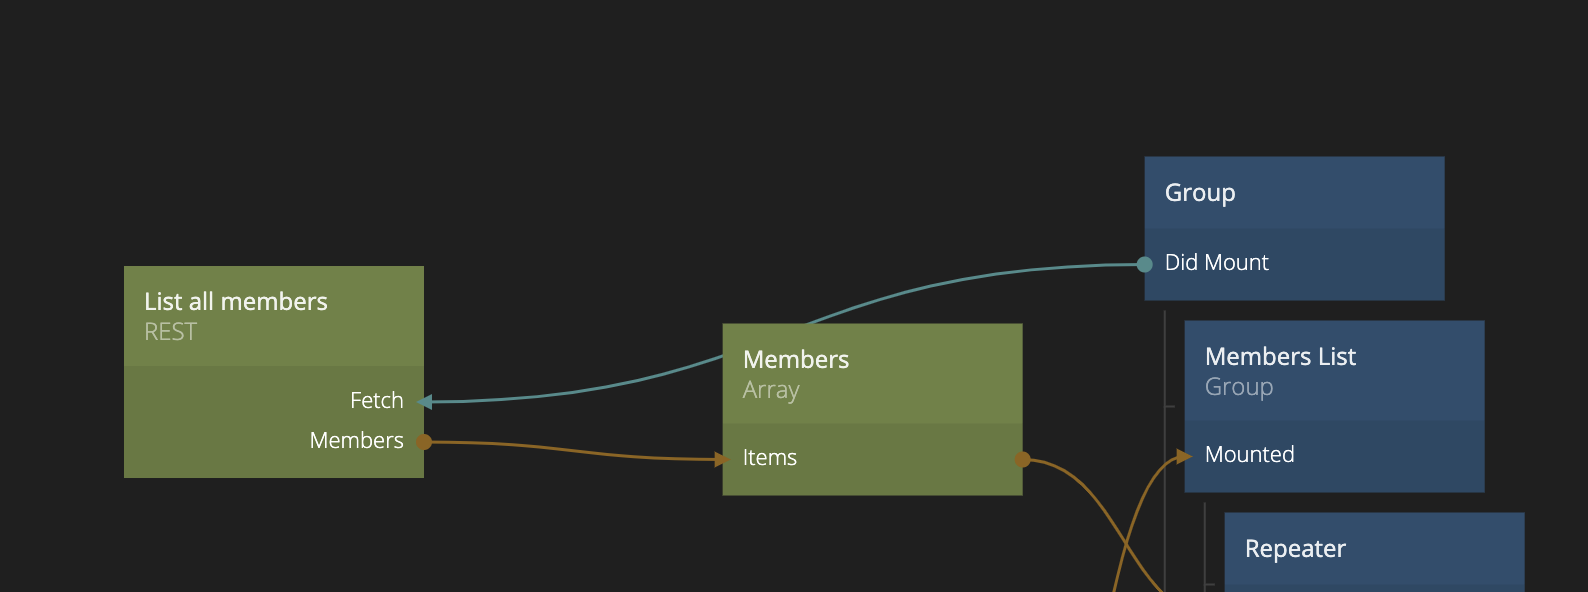 Group
Did Mount
List all members
REST
Fetch
Members
Members
Array
Items
Members List
Group
Mounted
Repeater